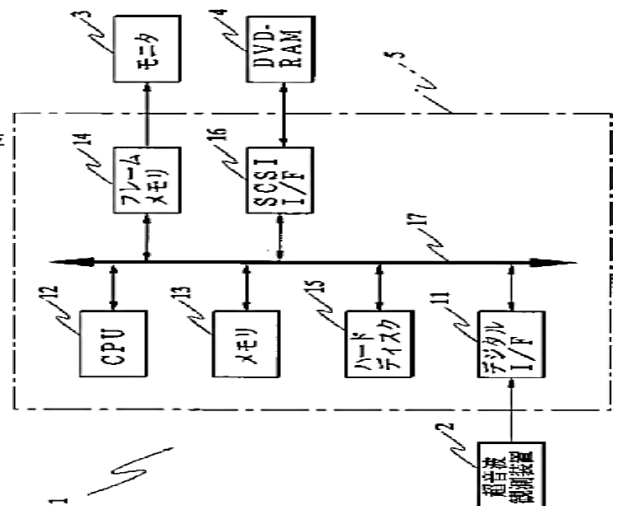 1
2
超音波
観測装置
11
デジタル
I/F
15
ハード
ディスク
13
メモリ
12
CPU
17
14
フレーム
メモリ
16
SCSI
I/F
5
3
モニタ
4
DVD-
RAM